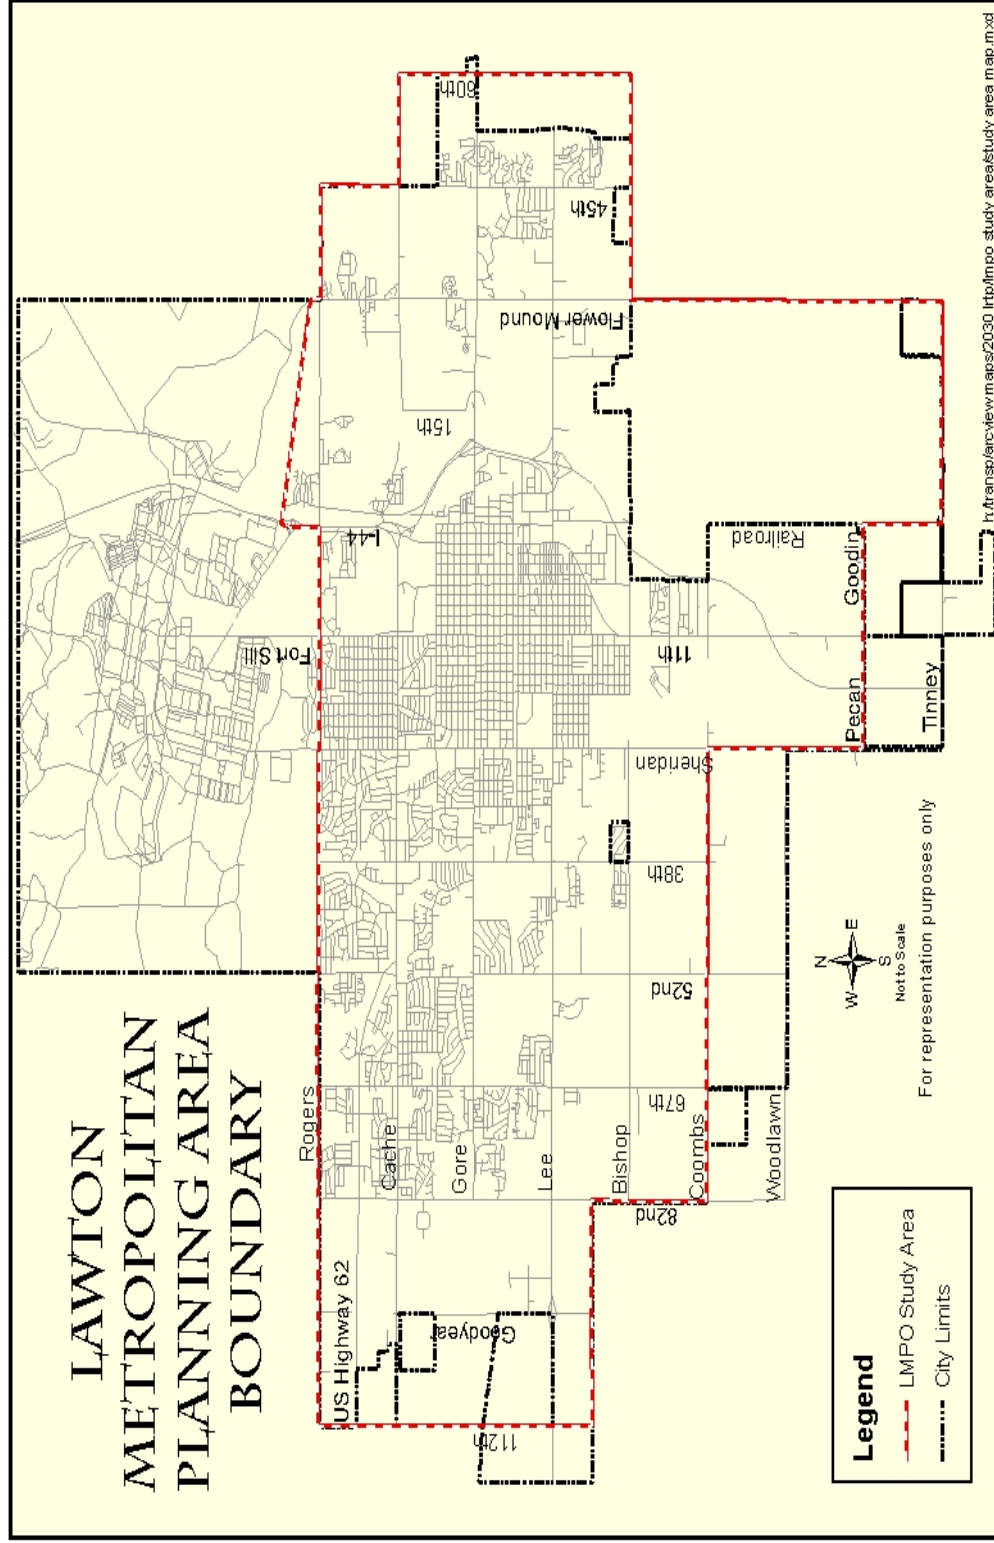 LAWTON
METROPOLITAN
PLANNING AREA
BOUNDARY
Fort Sill
I-44
15th
Flower Mound
45th
60th
Rogers
US Highway 62
Cache
Gore
Lee
Bishop
Coombs
Woodlawn
Goodyear
112th
82nd
67th
52nd
38th
Sheridan
11th
Railroad
Goodin
Pecan
Tinney
N
W
E
S
Not to Scale
For representation purposes only
Legend
LMPO Study Area
City Limits
h:/transp/arcview maps/2030 lrtp/lmpo study area/study area map.mxd